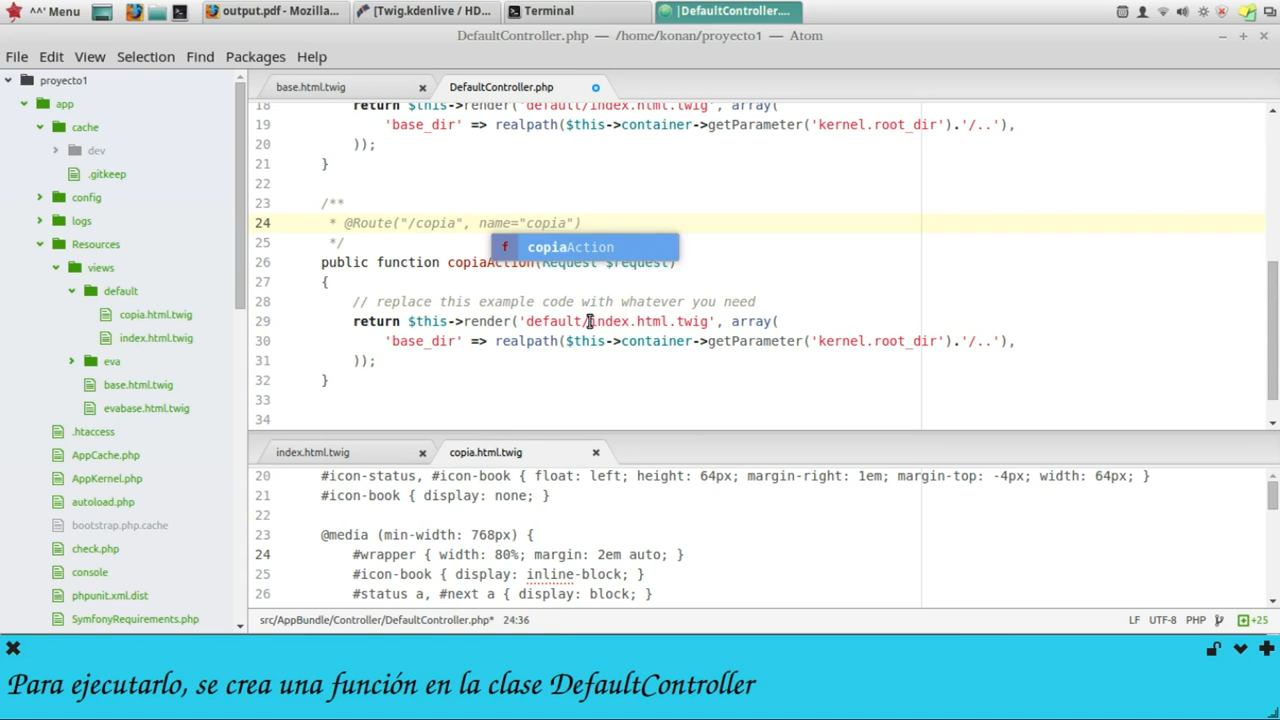 Menu
output.pdf - Mozilla...
[Twig.kdenlive / HD...
Terminal
|DefaultController....
DefaultController.php — /home/konan/proyecto1 — Atom
File Edit View Selection Find Packages Help
proyecto1
app
cache
dev
.gitkeep
config
logs
Resources
views
default
copia.html.twig
index.html.twig
eva
base.html.twig
evabase.html.twig
.htaccess
AppCache.php
AppKernel.php
autoload.php
bootstrap.php.cache
check.php
console
phpunit.xml.dist
SymfonyRequirements.php
base.html.twig DefaultController.php
18 return $this->render('default/index.html.twig', array(
19 'base_dir' => realpath($this->container->getParameter('kernel.root_dir').'/..'),
20 ));
21 }
22
23 /**
24 * @Route("/copia", name="copia")
25 */
f copiaAction
26 public function copiaAction(Request $request)
27 {
28 // replace this example code with whatever you need
29 return $this->render('default/index.html.twig', array(
30 'base_dir' => realpath($this->container->getParameter('kernel.root_dir').'/..'),
31 ));
32 }
33
34
index.html.twig copia.html.twig
20 #icon-status, #icon-book { float: left; height: 64px; margin-right: 1em; margin-top: -4px; width: 64px; }
21 #icon-book { display: none; }
22
23 @media (min-width: 768px) {
24 #wrapper { width: 80%; margin: 2em auto; }
25 #icon-book { display: inline-block; }
26 #status a, #next a { display: block; }
src/AppBundle/Controller/DefaultController.php* 24:36 LF UTF-8 PHP +25
Para ejecutarlo, se crea una función en la clase DefaultController